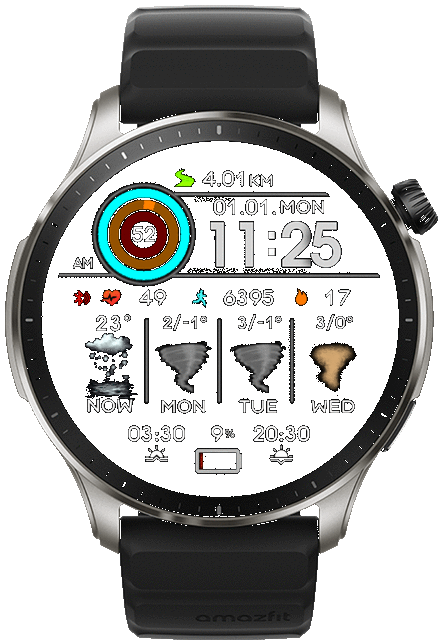 4.01 KM
01.01. MON
52
AM 11:25
49 6395 17
23° 2/-1° 3/-1° 3/0°
NOW MON TUE WED
03:30 9% 20:30
amazfit